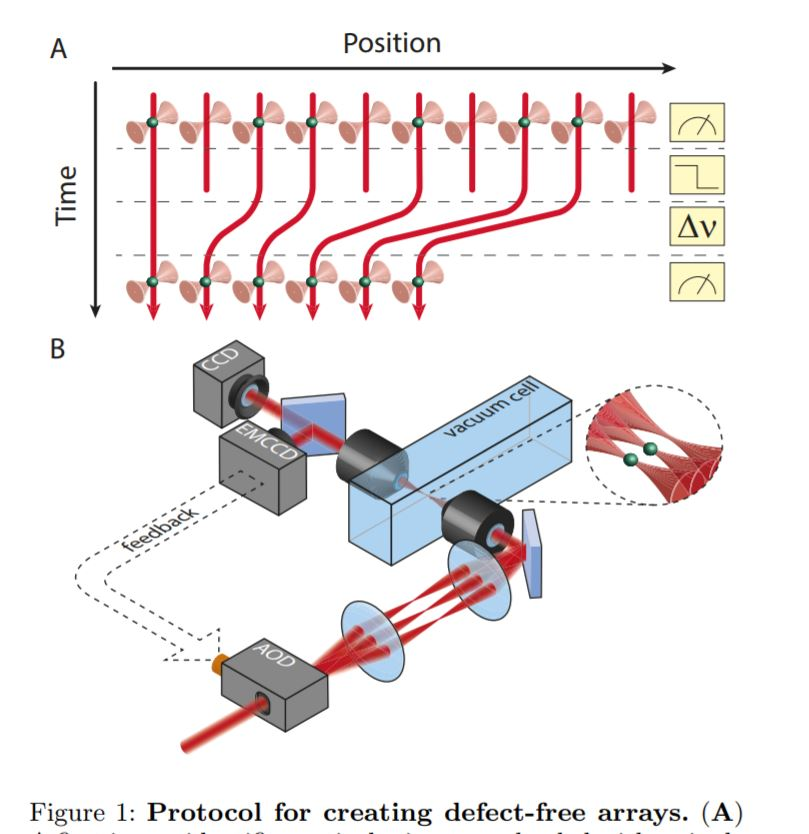 A
Position
Time
Δν
B
CCD
EMCCD
vacuum cell
feedback
AOD
Figure 1: Protocol for creating defect-free arrays. (A)